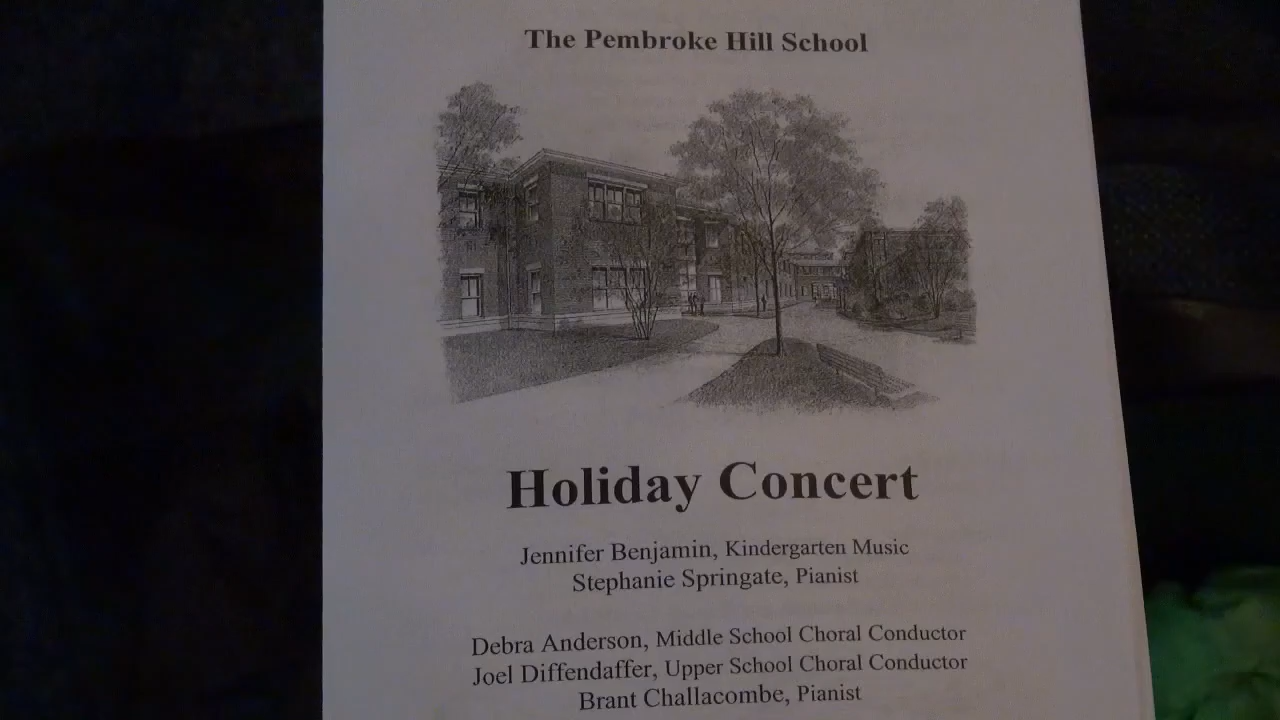 The Pembroke Hill School
Holiday Concert
Jennifer Benjamin, Kindergarten Music
Stephanie Springate, Pianist
Debra Anderson, Middle School Choral Conductor
Joel Diffendaffer, Upper School Choral Conductor
Brant Challacombe, Pianist